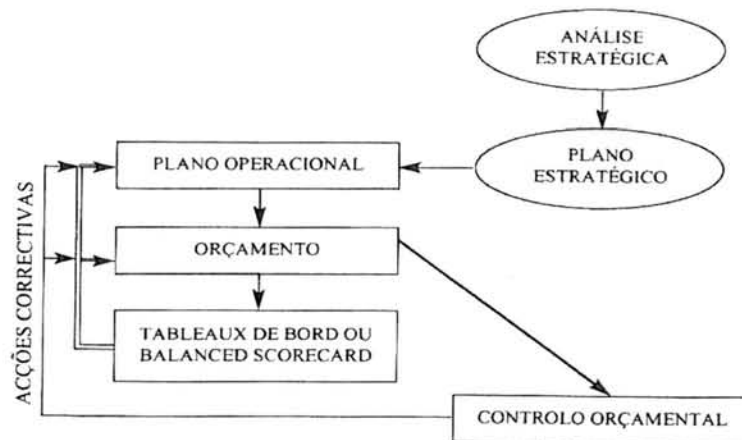 ANÁLISE
ESTRATÉGICA
PLANO
ESTRATÉGICO
PLANO OPERACIONAL
ORÇAMENTO
TABLEAUX DE BORD OU
BALANCED SCORECARD
CONTROLO ORÇAMENTAL
ACÇÕES CORRECTIVAS